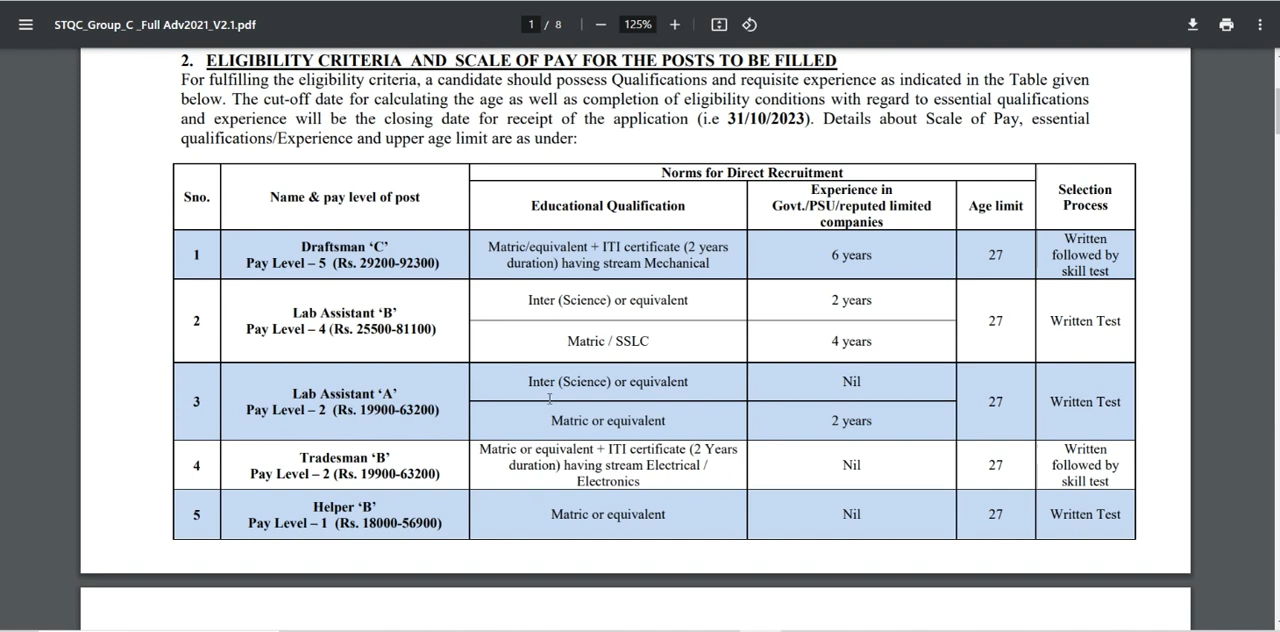 STQC_Group_C _Full Adv2021_V2.1.pdf
1 / 8
125%
2. ELIGIBILITY CRITERIA AND SCALE OF PAY FOR THE POSTS TO BE FILLED
For fulfilling the eligibility criteria, a candidate should possess Qualifications and requisite experience as indicated in the Table given
below. The cut-off date for calculating the age as well as completion of eligibility conditions with regard to essential qualifications
and experience will be the closing date for receipt of the application (i.e 31/10/2023). Details about Scale of Pay, essential
qualifications/Experience and upper age limit are as under:
Sno.
Name & pay level of post
Norms for Direct Recruitment
Educational Qualification
Experience in
Govt./PSU/reputed limited
companies
Age limit
Selection
Process
1
Draftsman ‘C’
Pay Level – 5 (Rs. 29200-92300)
Matric/equivalent + ITI certificate (2 years
duration) having stream Mechanical
6 years
27
Written
followed by
skill test
2
Lab Assistant ‘B’
Pay Level – 4 (Rs. 25500-81100)
Inter (Science) or equivalent
2 years
Matric / SSLC
4 years
27
Written Test
3
Lab Assistant ‘A’
Pay Level – 2 (Rs. 19900-63200)
Inter (Science) or equivalent
Nil
Matric or equivalent
2 years
27
Written Test
4
Tradesman ‘B’
Pay Level – 2 (Rs. 19900-63200)
Matric or equivalent + ITI certificate (2 Years
duration) having stream Electrical /
Electronics
Nil
27
Written
followed by
skill test
5
Helper ‘B’
Pay Level – 1 (Rs. 18000-56900)
Matric or equivalent
Nil
27
Written Test